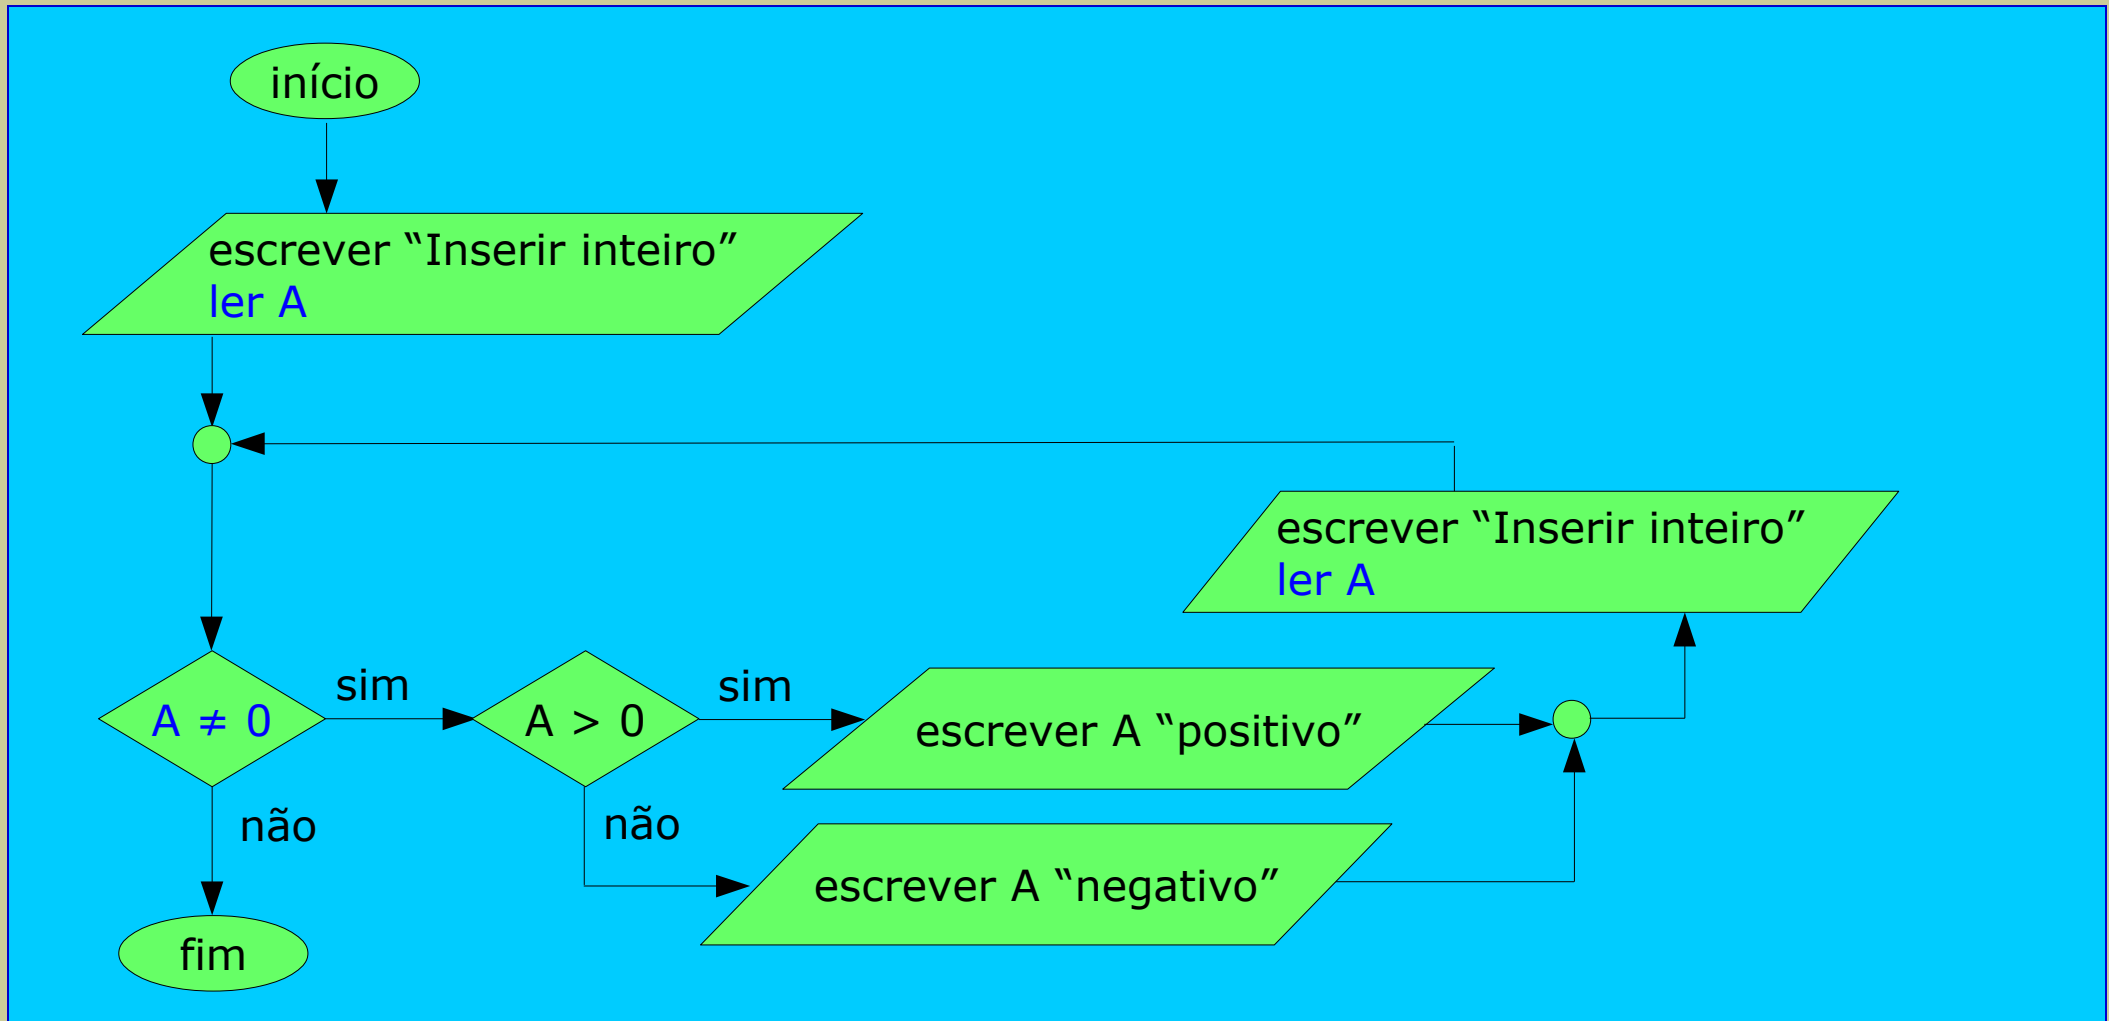 início
escrever “Inserir inteiro”
ler A
escrever “Inserir inteiro”
ler A
A ≠ 0
sim
A > 0
sim
escrever A “positivo”
não
não
escrever A “negativo”
fim